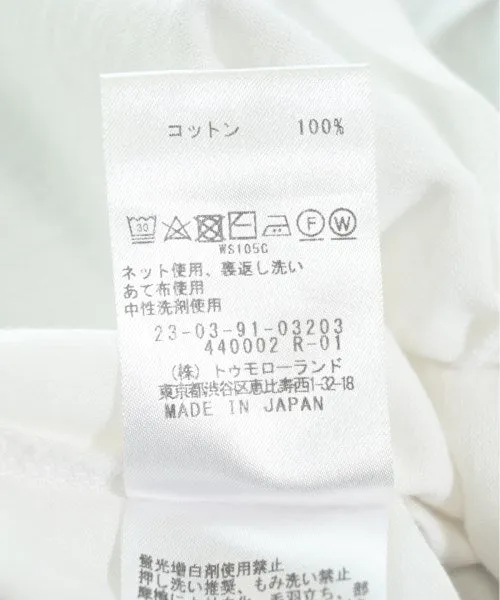 コットン 100%
30 F W
WS105C
ネット使用、裏返し洗い
あて布使用
中性洗剤使用
23-03-91-03203
440002 R-01
(株) トゥモローランド
東京都渋谷区恵比寿西1-32-18
MADE IN JAPAN
蛍光増白剤使用禁止
押し洗い推奨、もみ洗い禁止